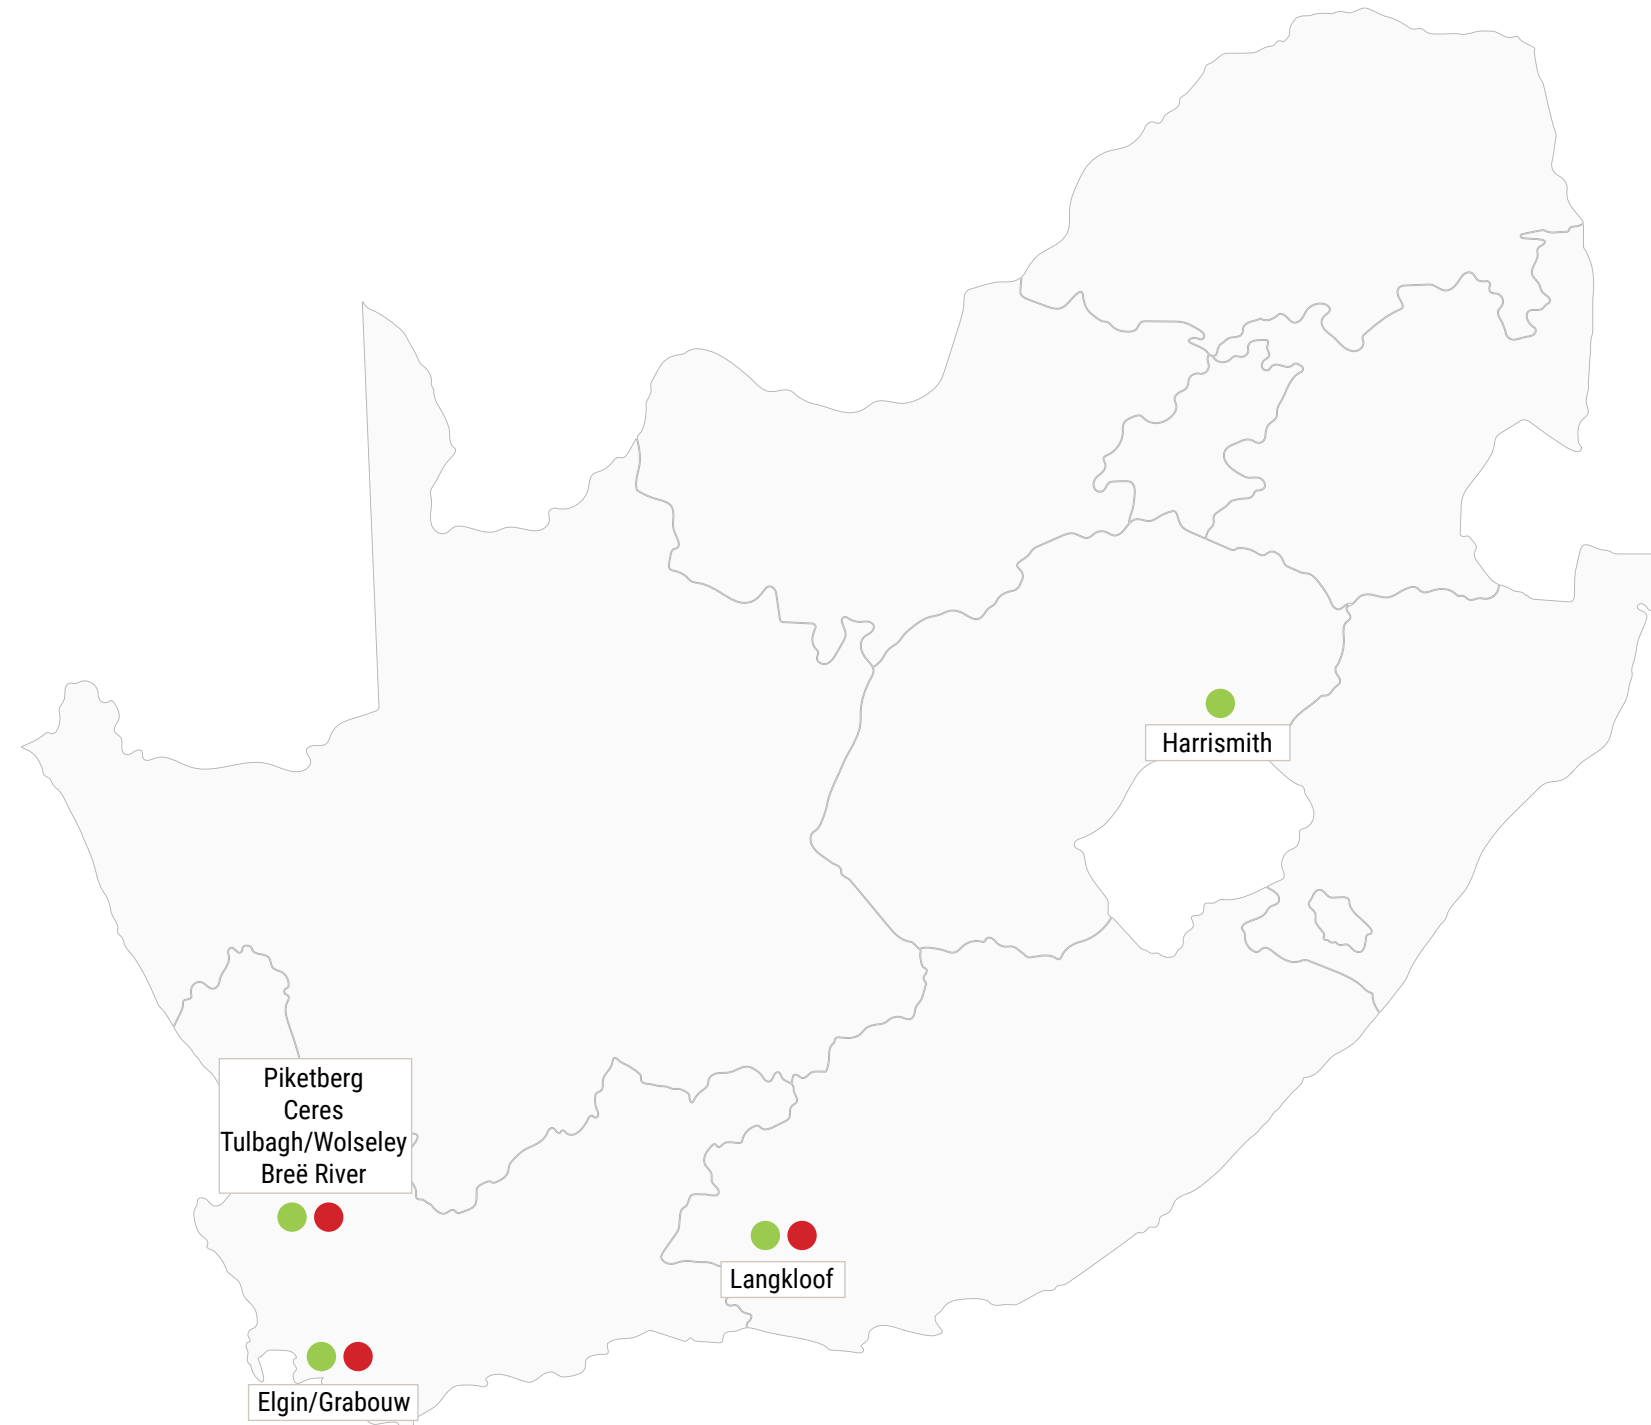 Harrismith
Piketberg
Ceres
Tulbagh/Wolseley
Breë River
Langkloof
Elgin/Grabouw